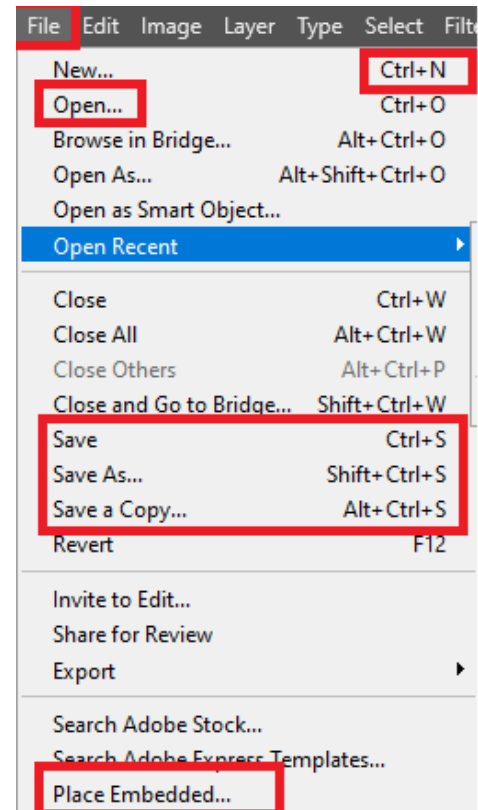 File Edit Image Layer Type Select Filte
New... Ctrl+N
Open... Ctrl+O
Browse in Bridge... Alt+Ctrl+O
Open As... Alt+Shift+Ctrl+O
Open as Smart Object...
Open Recent
Close Ctrl+W
Close All Alt+Ctrl+W
Close Others Alt+Ctrl+P
Close and Go to Bridge... Shift+Ctrl+W
Save Ctrl+S
Save As... Shift+Ctrl+S
Save a Copy... Alt+Ctrl+S
Revert F12
Invite to Edit...
Share for Review
Export
Search Adobe Stock...
Search Adobe Express Templates...
Place Embedded...